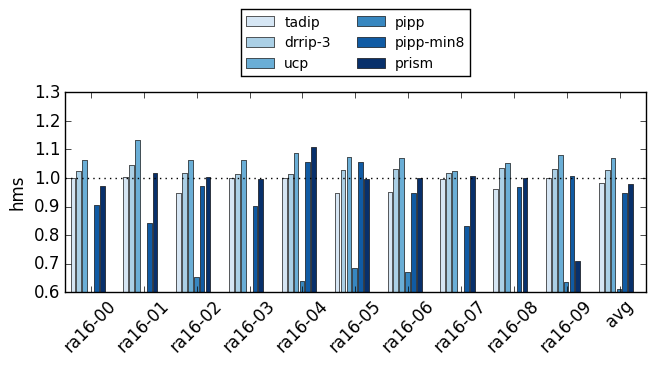 tadip pipp
drrip-3 pipp-min8
ucp prism
1.3
1.2
1.1
1.0
0.9
0.8
0.7
0.6
hms
ra16-00 ra16-01 ra16-02 ra16-03 ra16-04 ra16-05 ra16-06 ra16-07 ra16-08 ra16-09 avg